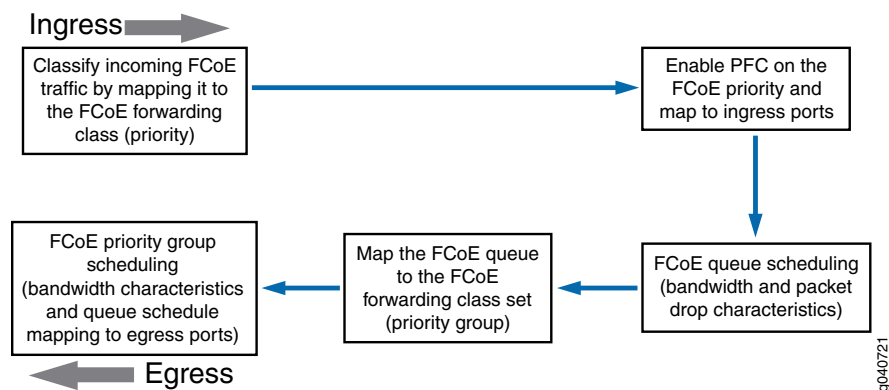 Ingress
Classify incoming FCoE
traffic by mapping it to
the FCoE forwarding
class (priority)
Enable PFC on the
FCoE priority and
map to ingress ports
FCoE queue scheduling
(bandwidth and packet
drop characteristics)
Map the FCoE queue
to the FCoE
forwarding class set
(priority group)
FCoE priority group
scheduling
(bandwidth characteristics
and queue schedule
mapping to egress ports)
Egress
g040721